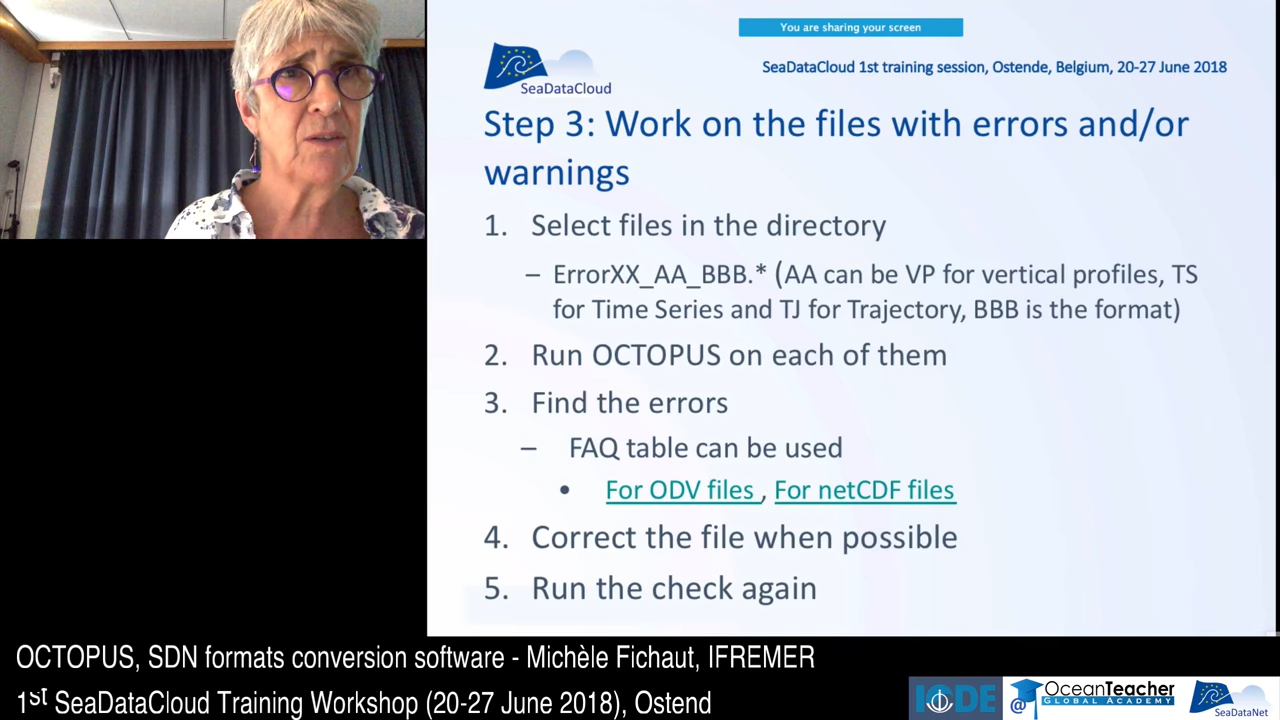 You are sharing your screen
SeaDataCloud
SeaDataCloud 1st training session, Ostende, Belgium, 20-27 June 2018
Step 3: Work on the files with errors and/or
warnings
1. Select files in the directory
– ErrorXX_AA_BBB.* (AA can be VP for vertical profiles, TS
for Time Series and TJ for Trajectory, BBB is the format)
2. Run OCTOPUS on each of them
3. Find the errors
– FAQ table can be used
• For ODV files , For netCDF files
4. Correct the file when possible
5. Run the check again
OCTOPUS, SDN formats conversion software - Michèle Fichaut, IFREMER
1st SeaDataCloud Training Workshop (20-27 June 2018), Ostend
IODE
@ OceanTeacher
GLOBAL ACADEMY
SeaDataNet